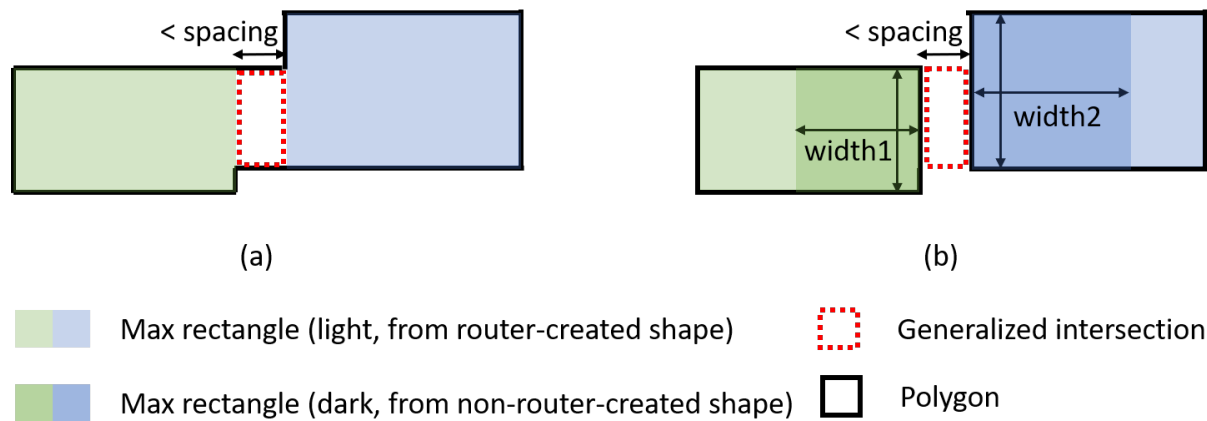 < spacing
< spacing
width1
width2
(a)
(b)
Max rectangle (light, from router-created shape)
Generalized intersection
Max rectangle (dark, from non-router-created shape)
Polygon